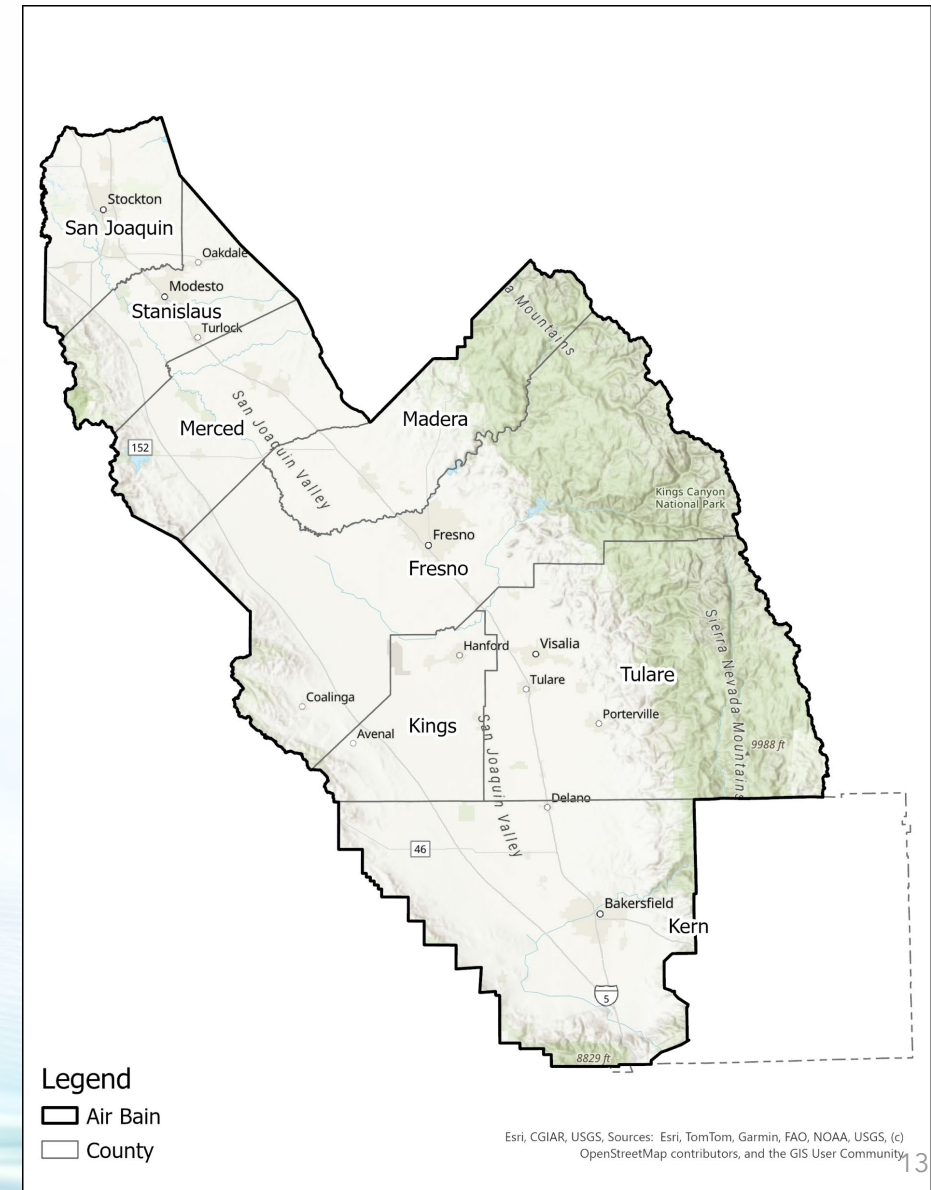 Stockton
San Joaquin
Oakdale
Modesto
Stanislaus
Turlock
a Mountains
Madera
Merced
San Joaquin Valley
152
Kings Canyon
National Park
Fresno
Fresno
Hanford
Visalia
Tulare
Tulare
Sierra Nevada Mountains
Coalinga
Kings
Porterville
Avenal
San Joaquin Valley
9988 ft
Delano
46
Bakersfield
Kern
5
8829 ft
Legend
Air Bain
County
Esri, CGIAR, USGS, Sources: Esri, TomTom, Garmin, FAO, NOAA, USGS, (c)
OpenStreetMap contributors, and the GIS User Community
13